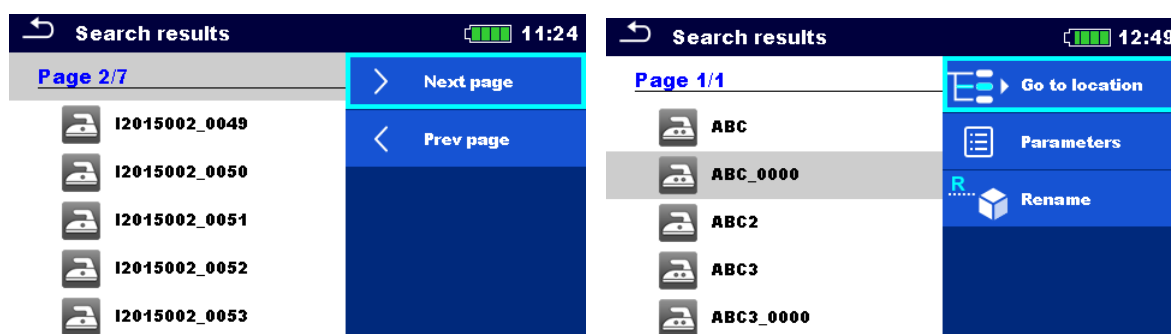 Search results
11:24
Page 2/7
Next page
I2015002_0049
Prev page
I2015002_0050
I2015002_0051
I2015002_0052
I2015002_0053
Search results
12:49
Page 1/1
Go to location
ABC
Parameters
ABC_0000
R
Rename
ABC2
ABC3
ABC3_0000